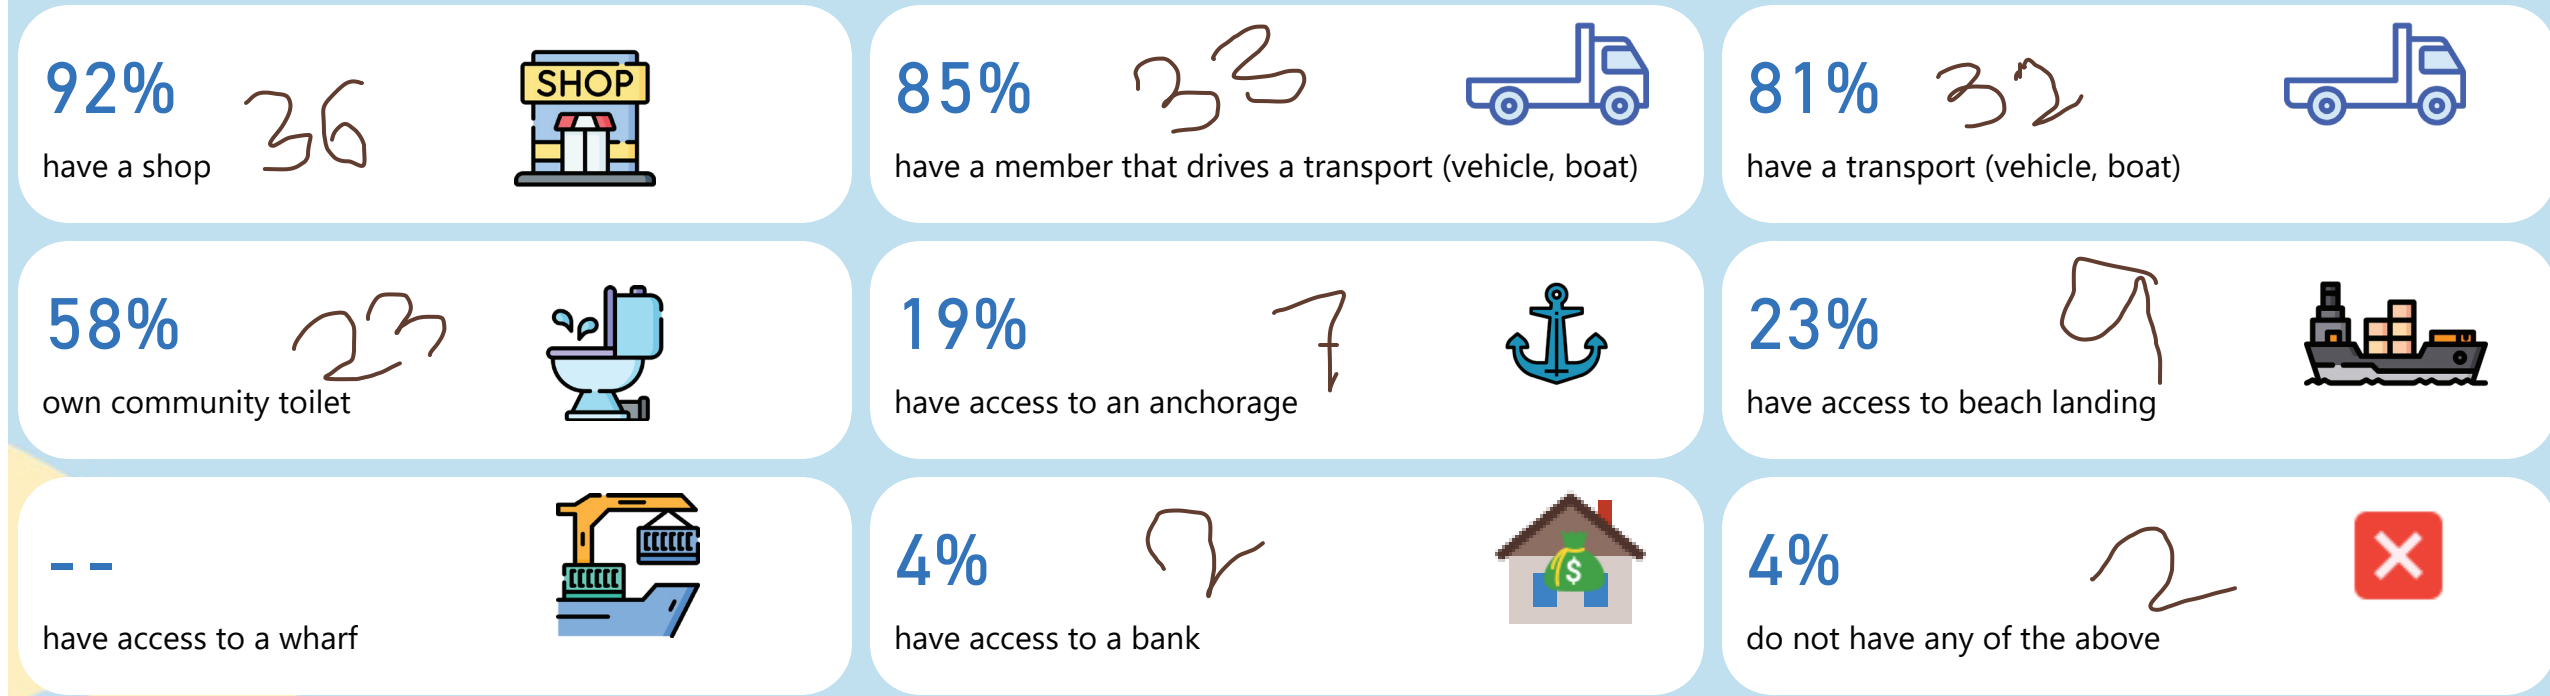 92% 36
SHOP
have a shop
85% 33
have a member that drives a transport (vehicle, boat)
81% 32
have a transport (vehicle, boat)
58% 23
own community toilet
19% 7
have access to an anchorage
23% 9
have access to beach landing
--
have access to a wharf
4% 2
$
have access to a bank
4% 2
do not have any of the above